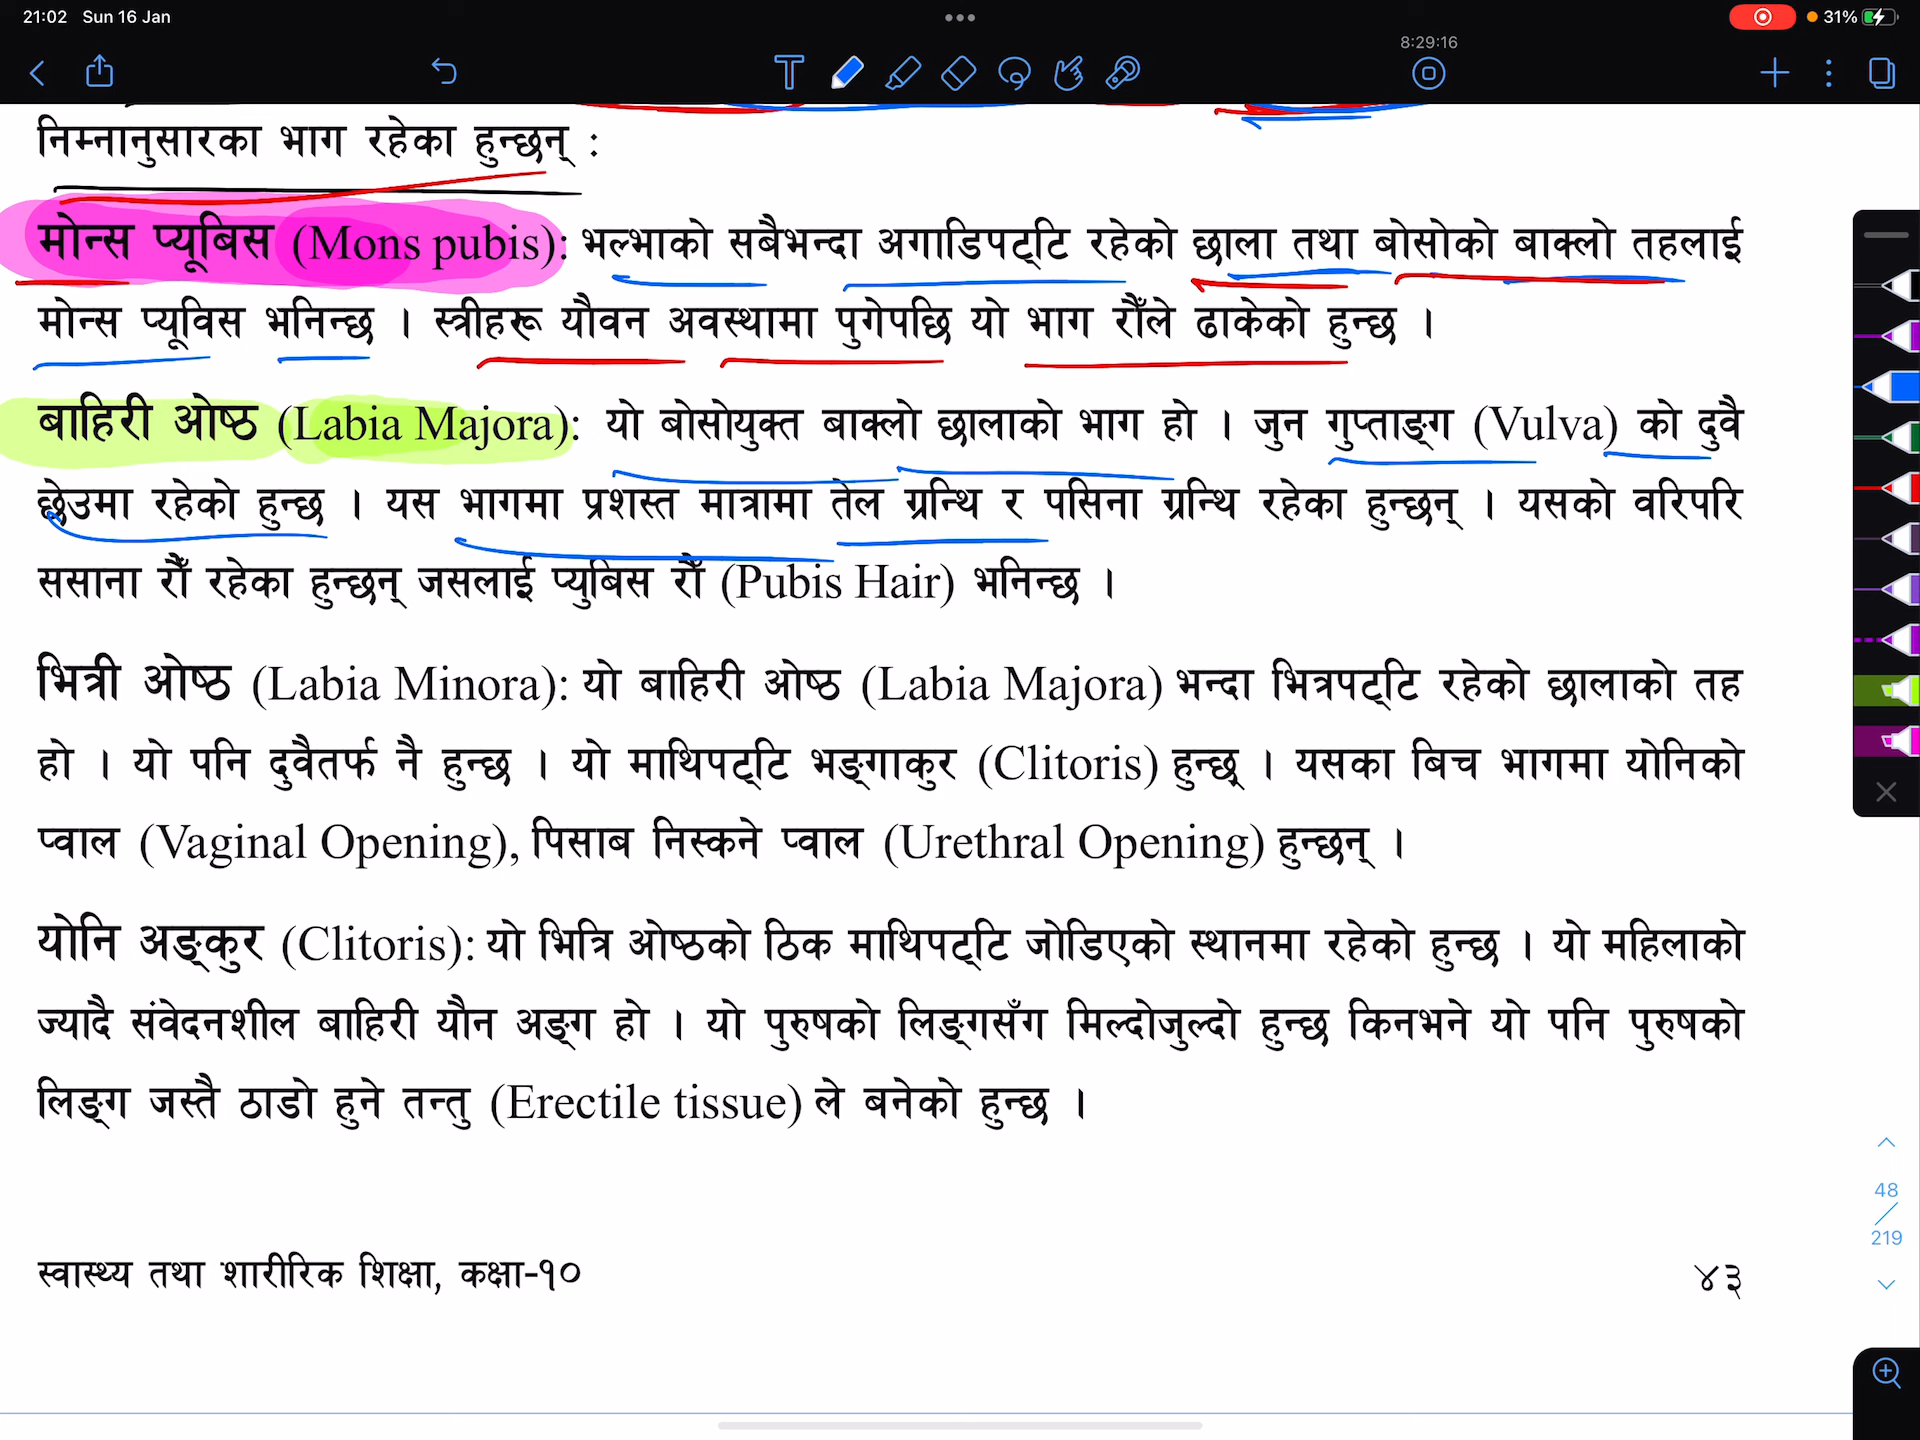 21:02 Sun 16 Jan
31%
8:29:16
निम्नानुसारका भाग रहेका हुन्छन् :
मोन्स प्यूबिस (Mons pubis): भल्भाको सबैभन्दा अगाडिपट्टि रहेको छाला तथा बोसोको बाक्लो तहलाई
मोन्स प्यूविस भनिन्छ । स्त्रीहरू यौवन अवस्थामा पुगेपछि यो भाग रौँले ढाकेको हुन्छ ।
बाहिरी ओष्ठ (Labia Majora): यो बोसोयुक्त बाक्लो छालाको भाग हो । जुन गुप्ताङ्ग (Vulva) को दुवै
छेउमा रहेको हुन्छ । यस भागमा प्रशस्त मात्रामा तेल ग्रन्थि र पसिना ग्रन्थि रहेका हुन्छन् । यसको वरिपरि
ससाना रौँ रहेका हुन्छन् जसलाई प्युबिस रौँ (Pubis Hair) भनिन्छ ।
भित्री ओष्ठ (Labia Minora): यो बाहिरी ओष्ठ (Labia Majora) भन्दा भित्रपट्टि रहेको छालाको तह
हो । यो पनि दुवैतर्फ नै हुन्छ । यो माथिपट्टि भङ्गाकुर (Clitoris) हुन्छ् । यसका बिच भागमा योनिको
प्वाल (Vaginal Opening), पिसाब निस्कने प्वाल (Urethral Opening) हुन्छन् ।
योनि अङ्कुर (Clitoris): यो भित्रि ओष्ठको ठिक माथिपट्टि जोडिएको स्थानमा रहेको हुन्छ । यो महिलाको
ज्यादै संवेदनशील बाहिरी यौन अङ्ग हो । यो पुरुषको लिङ्गसँग मिल्दोजुल्दो हुन्छ किनभने यो पनि पुरुषको
लिङ्ग जस्तै ठाडो हुने तन्तु (Erectile tissue) ले बनेको हुन्छ ।
48
219
स्वास्थ्य तथा शारीरिक शिक्षा, कक्षा-१० ४३